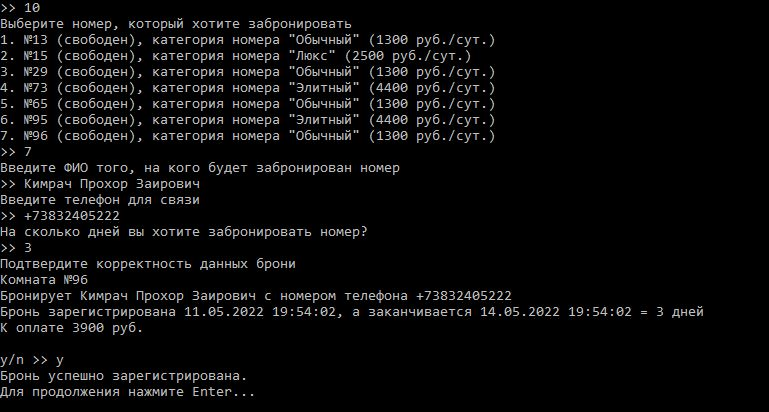 >> 10
Выберите номер, который хотите забронировать
1. №13 (свободен), категория номера "Обычный" (1300 руб./сут.)
2. №15 (свободен), категория номера "Люкс" (2500 руб./сут.)
3. №29 (свободен), категория номера "Обычный" (1300 руб./сут.)
4. №73 (свободен), категория номера "Элитный" (4400 руб./сут.)
5. №65 (свободен), категория номера "Обычный" (1300 руб./сут.)
6. №95 (свободен), категория номера "Элитный" (4400 руб./сут.)
7. №96 (свободен), категория номера "Обычный" (1300 руб./сут.)
>> 7
Введите ФИО того, на кого будет забронирован номер
>> Кимрач Прохор Заирович
Введите телефон для связи
>> +73832405222
На сколько дней вы хотите забронировать номер?
>> 3
Подтвердите корректность данных брони
Комната №96
Бронирует Кимрач Прохор Заирович с номером телефона +73832405222
Бронь зарегистрирована 11.05.2022 19:54:02, а заканчивается 14.05.2022 19:54:02 = 3 дней
К оплате 3900 руб.
y/n >> y
Бронь успешно зарегистрирована.
Для продолжения нажмите Enter...